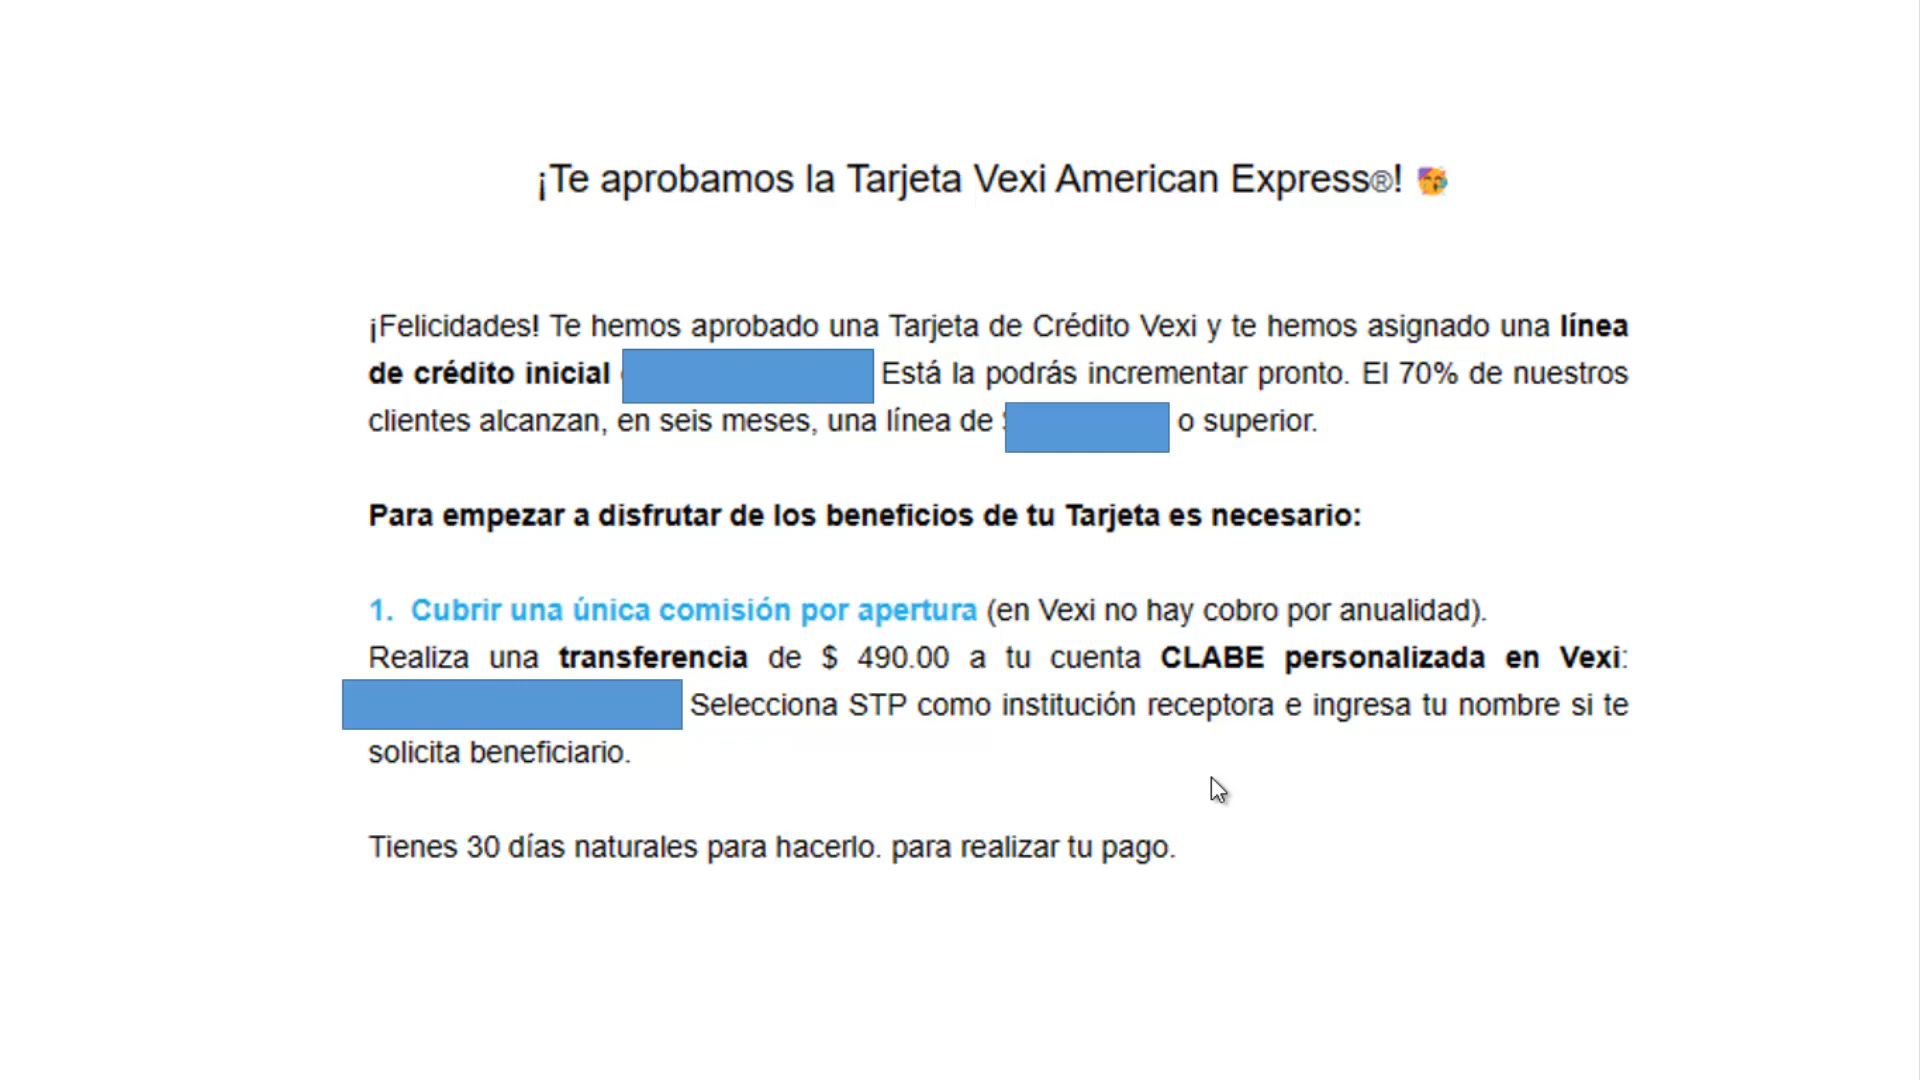 ¡Te aprobamos la Tarjeta Vexi American Express®! 🥳
¡Felicidades! Te hemos aprobado una Tarjeta de Crédito Vexi y te hemos asignado una línea
de crédito inicial Está la podrás incrementar pronto. El 70% de nuestros
clientes alcanzan, en seis meses, una línea de o superior.
Para empezar a disfrutar de los beneficios de tu Tarjeta es necesario:
1. Cubrir una única comisión por apertura (en Vexi no hay cobro por anualidad).
Realiza una transferencia de $ 490.00 a tu cuenta CLABE personalizada en Vexi:
Selecciona STP como institución receptora e ingresa tu nombre si te
solicita beneficiario.
Tienes 30 días naturales para hacerlo. para realizar tu pago.